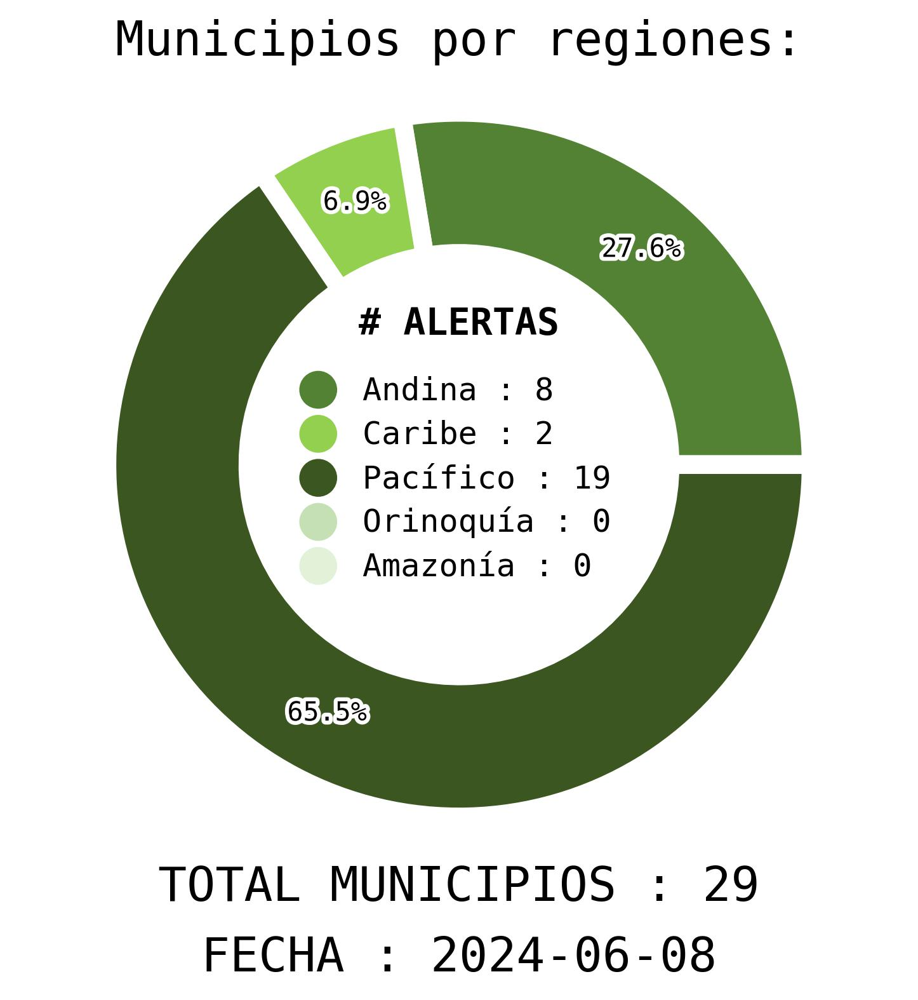 Municipios por regiones:
6.9%
27.6%
# ALERTAS
Andina : 8
Caribe : 2
Pacífico : 19
Orinoquía : 0
Amazonía : 0
65.5%
TOTAL MUNICIPIOS : 29
FECHA : 2024-06-08